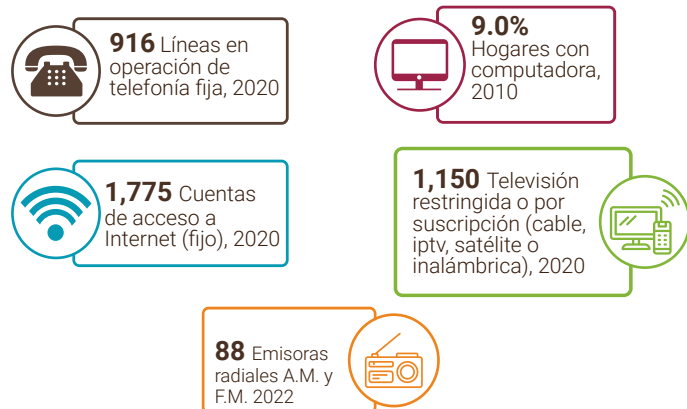 916 Líneas en
operación de
telefonía fija, 2020
9.0%
Hogares con
computadora,
2010
1,775 Cuentas
de acceso a
Internet (fijo), 2020
1,150 Televisión
restringida o por
suscripción (cable,
iptv, satélite o
inalámbrica), 2020
88 Emisoras
radiales A.M. y
F.M. 2022